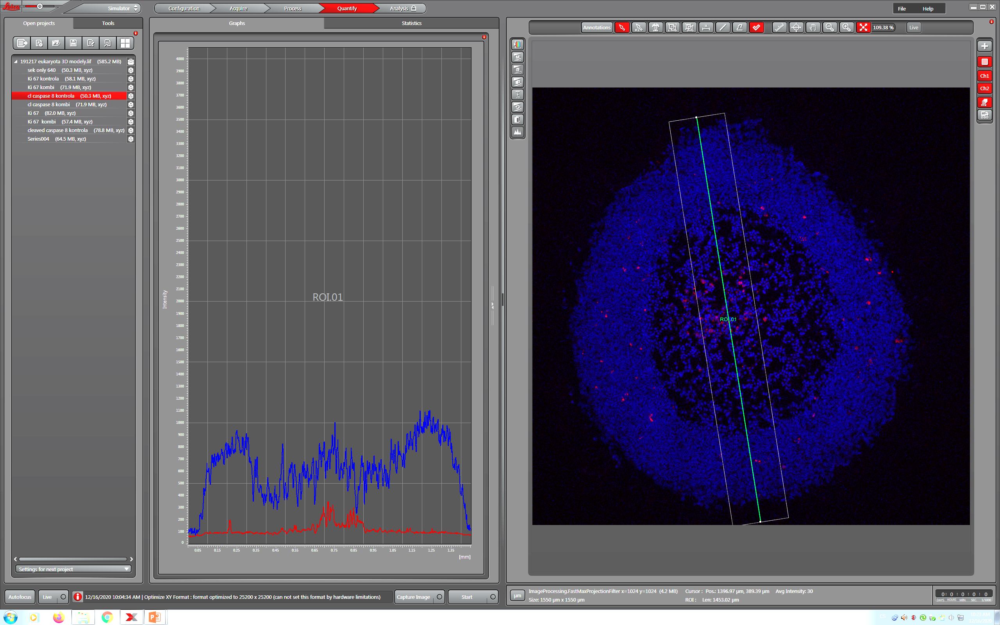 Leica
Simulator
Configuration
Acquire
Process
Quantify
Analysis
File
Help
Open projects
Tools
Graphs
Statistics
Annotations
ALL
109.38 %
Live
191217 eukaryota 3D modely.lif (585.2 MB)
sek only 640 (50.3 MB, xyz)
Ki 67 kontrola (58.1 MB, xyz)
Ki 67 kombi (71.9 MB, xyz)
cl caspase 8 kontrola (50.3 MB, xyz)
cl caspase 8 kombi (71.9 MB, xyz)
Ki 67 (82.0 MB, xyz)
Ki 67 kombi (57.4 MB, xyz)
cleaved caspase 8 kontrola (78.8 MB, xyz)
Series004 (64.5 MB, xyz)
4000
3900
3800
3700
3600
3500
3400
3300
3200
3100
3000
2900
2800
2700
2600
2500
2400
2300
2200
2100
2000
1900
1800
1700
1600
1500
1400
1300
1200
1100
1000
900
800
700
600
500
400
300
200
100
0
Intensity
ROI.01
0.05 0.15 0.25 0.35 0.45 0.55 0.65 0.75 0.85 0.95 1.05 1.15 1.25 1.35
[mm]
ROI.01
Ch1
Ch2
MAX
Settings for next project
Autofocus
Live
12/16/2020 10:04:34 AM | Optimize XY Format : format optimized to 25200 x 25200 (can not set this format by hardware limitations)
Capture Image
Start
µm
ImageProcessing.FastMaxProjectionFilter x=1024 y=1024 (4.2 MB) Cursor : Pos.: 1396.97 µm, 389.39 µm Avg Intensity: 30
Size: 1550 µm x 1550 µm ROI : Len: 1453.02 µm
0: 0: 0: 0: 0
DAYS HOURS MIN. SEC. 1/1000
CS
10:23 AM
12/16/2020